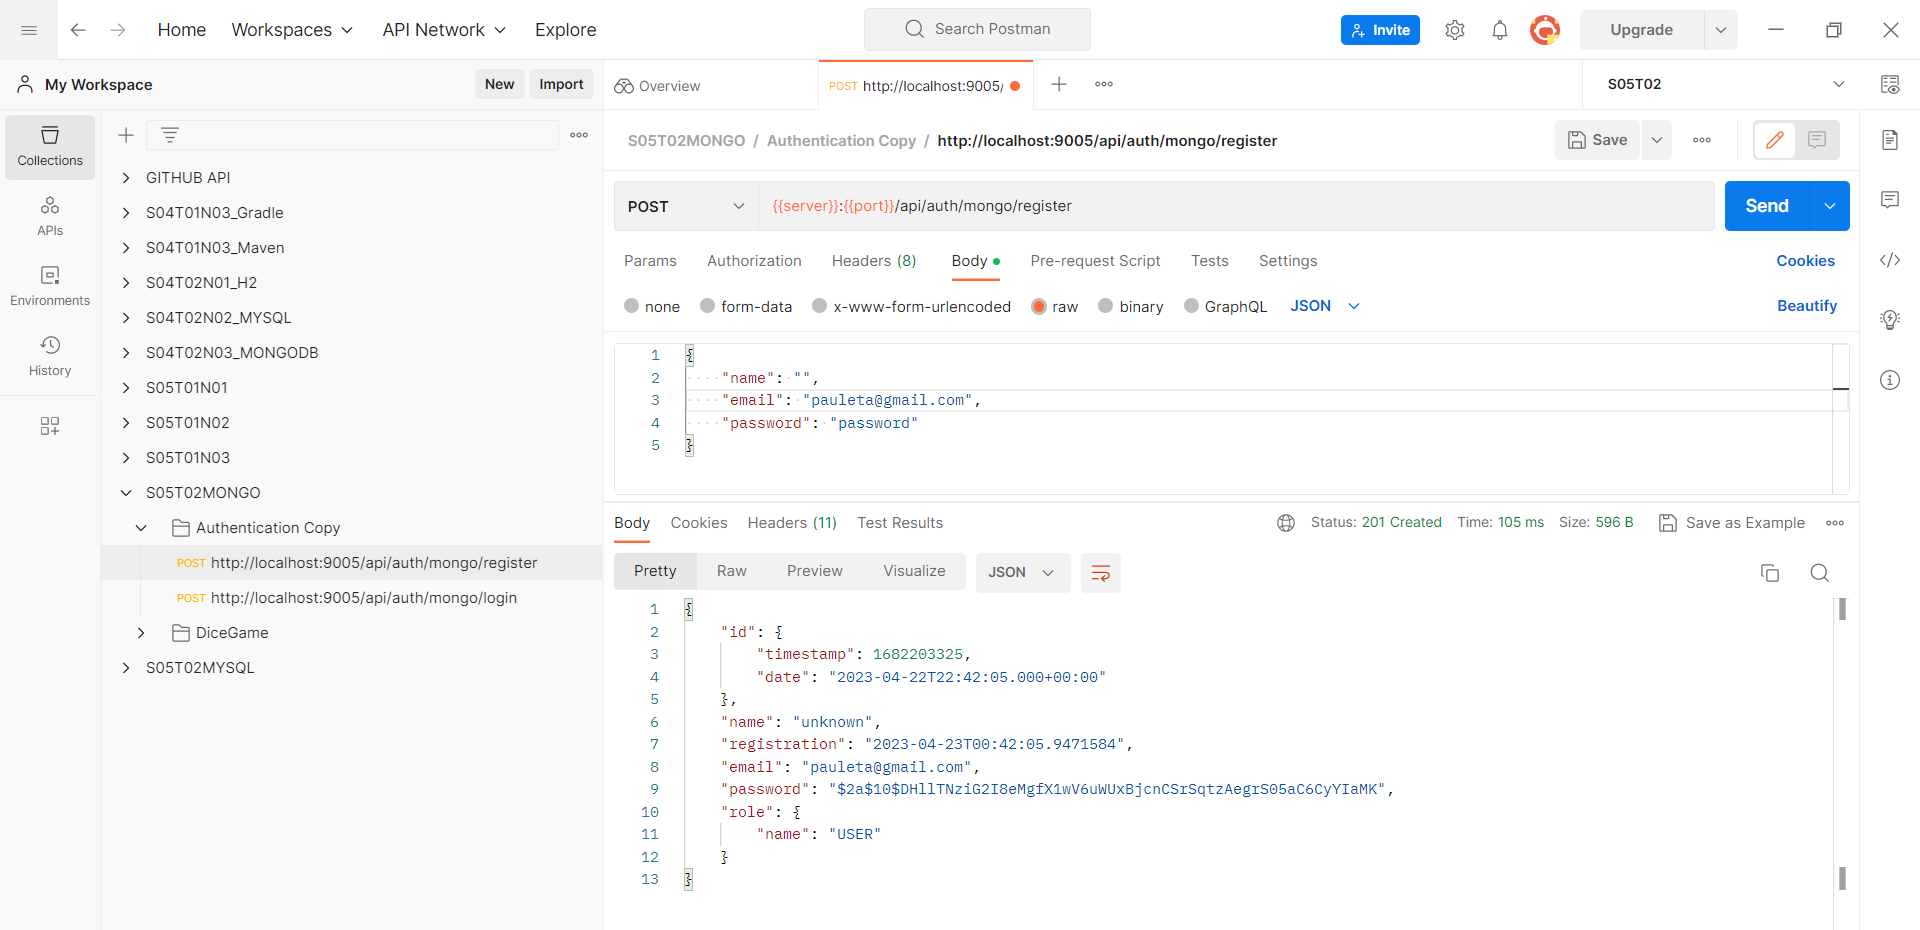 Home Workspaces API Network Explore Search Postman Invite Upgrade
My Workspace New Import Overview POST http://localhost:9005/ S05T02
Collections
APIs
Environments
History
GITHUB API
S04T01N03_Gradle
S04T01N03_Maven
S04T02N01_H2
S04T02N02_MYSQL
S04T02N03_MONGODB
S05T01N01
S05T01N02
S05T01N03
S05T02MONGO
Authentication Copy
POST http://localhost:9005/api/auth/mongo/register
POST http://localhost:9005/api/auth/mongo/login
DiceGame
S05T02MYSQL
S05T02MONGO / Authentication Copy / http://localhost:9005/api/auth/mongo/register Save
POST {{server}}:{{port}}/api/auth/mongo/register Send
Params Authorization Headers (8) Body Pre-request Script Tests Settings Cookies
none form-data x-www-form-urlencoded raw binary GraphQL JSON Beautify
1 {
2 "name": "",
3 "email": "pauleta@gmail.com",
4 "password": "password"
5 }
Body Cookies Headers (11) Test Results Status: 201 Created Time: 105 ms Size: 596 B Save as Example
Pretty Raw Preview Visualize JSON
1 {
2 "id": {
3 "timestamp": 1682203325,
4 "date": "2023-04-22T22:42:05.000+00:00"
5 },
6 "name": "unknown",
7 "registration": "2023-04-23T00:42:05.9471584",
8 "email": "pauleta@gmail.com",
9 "password": "$2a$10$DHllTNziG2I8eMgfX1wV6uWUxBjcnCSrSqtzAegrS05aC6CyYIaMK",
10 "role": {
11 "name": "USER"
12 }
13 }